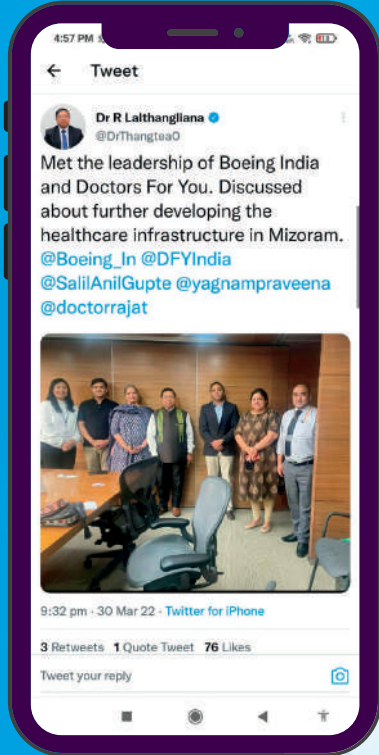 4:57 PM
Tweet
Dr R Lalthangliana
@DrThangtea0
Met the leadership of Boeing India
and Doctors For You. Discussed
about further developing the
healthcare infrastructure in Mizoram.
@Boeing_In @DFYIndia
@SalilAnilGupte @yagnampraveena
@doctorrajat
9:32 pm · 30 Mar 22 · Twitter for iPhone
3 Retweets 1 Quote Tweet 76 Likes
Tweet your reply